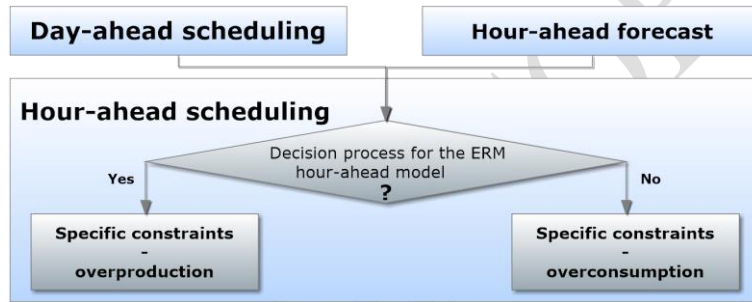 Day-ahead scheduling
Hour-ahead forecast
Hour-ahead scheduling
Decision process for the ERM
hour-ahead model
?
Yes
No
Specific constraints
-
overproduction
Specific constraints
-
overconsumption